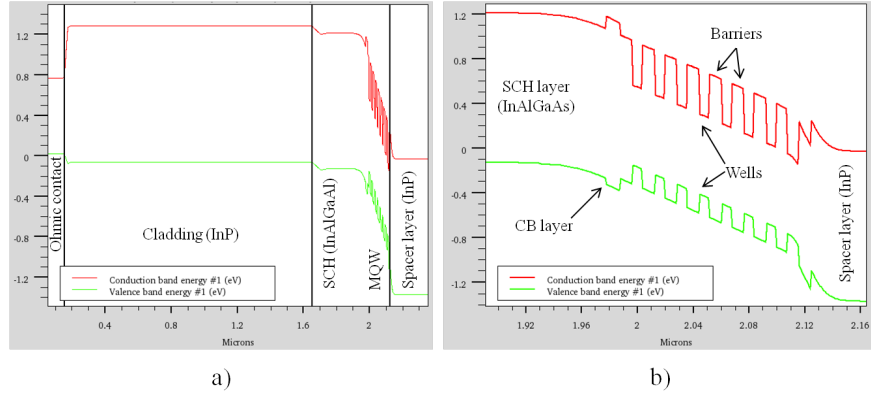 1.2
0.8
0.4
0
-0.4
-0.8
-1.2
Ohmic contact
Cladding (InP)
SCH (InAlGaAl)
MQW
Spacer layer (InP)
Conduction band energy #1 (eV)
Valence band energy #1 (eV)
0.4
0.8
1.2
1.6
2
Microns
a)
1.2
0.8
0.4
0
-0.4
-0.8
-1.2
SCH layer
(InAlGaAs)
Barriers
Wells
CB layer
Spacer layer (InP)
Conduction band energy #1 (eV)
Valence band energy #1 (eV)
1.92
1.96
2
2.04
2.08
2.12
2.16
Microns
b)